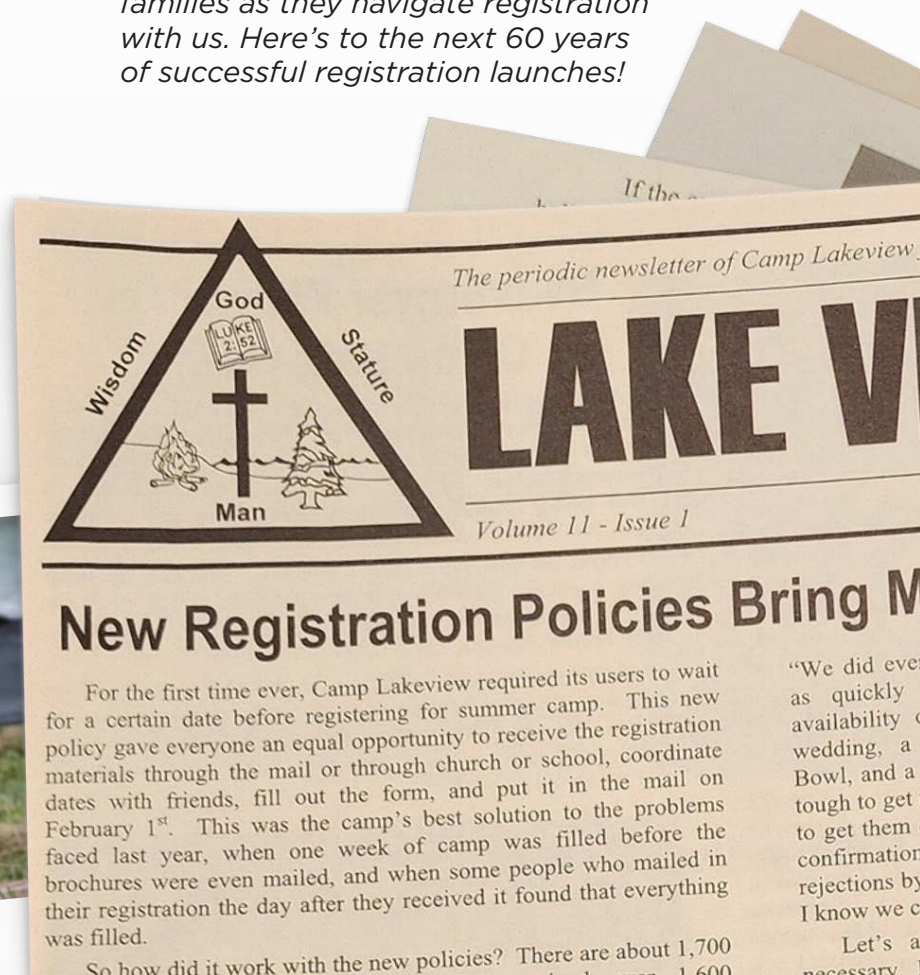 families as they navigate registration
with us. Here's to the next 60 years
of successful registration launches!
If the
The periodic newsletter of Camp Lakeview
God
LUKE
2:52
Wisdom
Stature
Man
LAKE V
Volume 11 - Issue 1
New Registration Policies Bring M
For the first time ever, Camp Lakeview required its users to wait
for a certain date before registering for summer camp. This new
policy gave everyone an equal opportunity to receive the registration
materials through the mail or through church or school, coordinate
dates with friends, fill out the form, and put it in the mail on
February 1st. This was the camp's best solution to the problems
faced last year, when one week of camp was filled before the
brochures were even mailed, and when some people who mailed in
their registration the day after they received it found that everything
was filled.
So how did it work with the new policies? There are about 1,700
1,600
“We did eve
as quickly
availability
wedding, a
Bowl, and a
tough to get
to get them
confirmation
rejections by
I know we c
Let's a
necessary